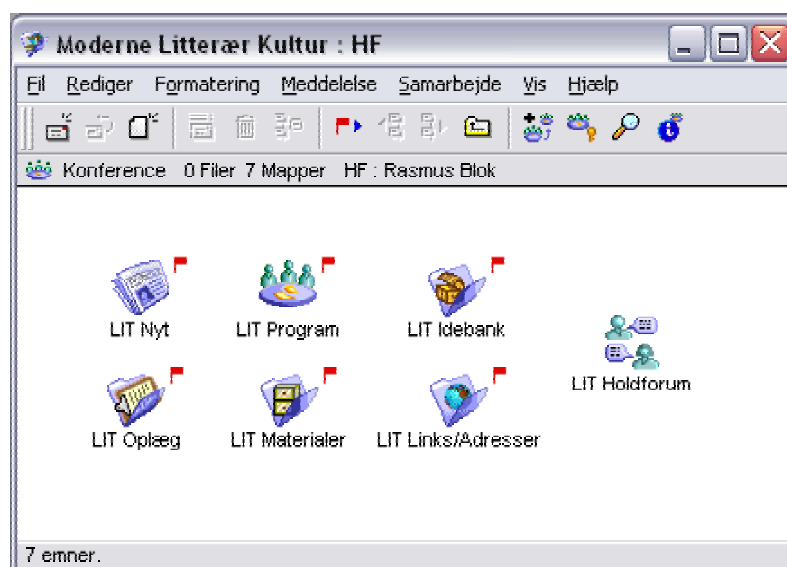 Moderne Litterær Kultur : HF
Fil Rediger Formatering Meddelelse Samarbejde Vis Hjælp
Konference 0 Filer 7 Mapper HF : Rasmus Blok
LIT Nyt LIT Program LIT Idebank
LIT Holdforum
LIT Oplæg LIT Materialer LIT Links/Adresser
7 emner.